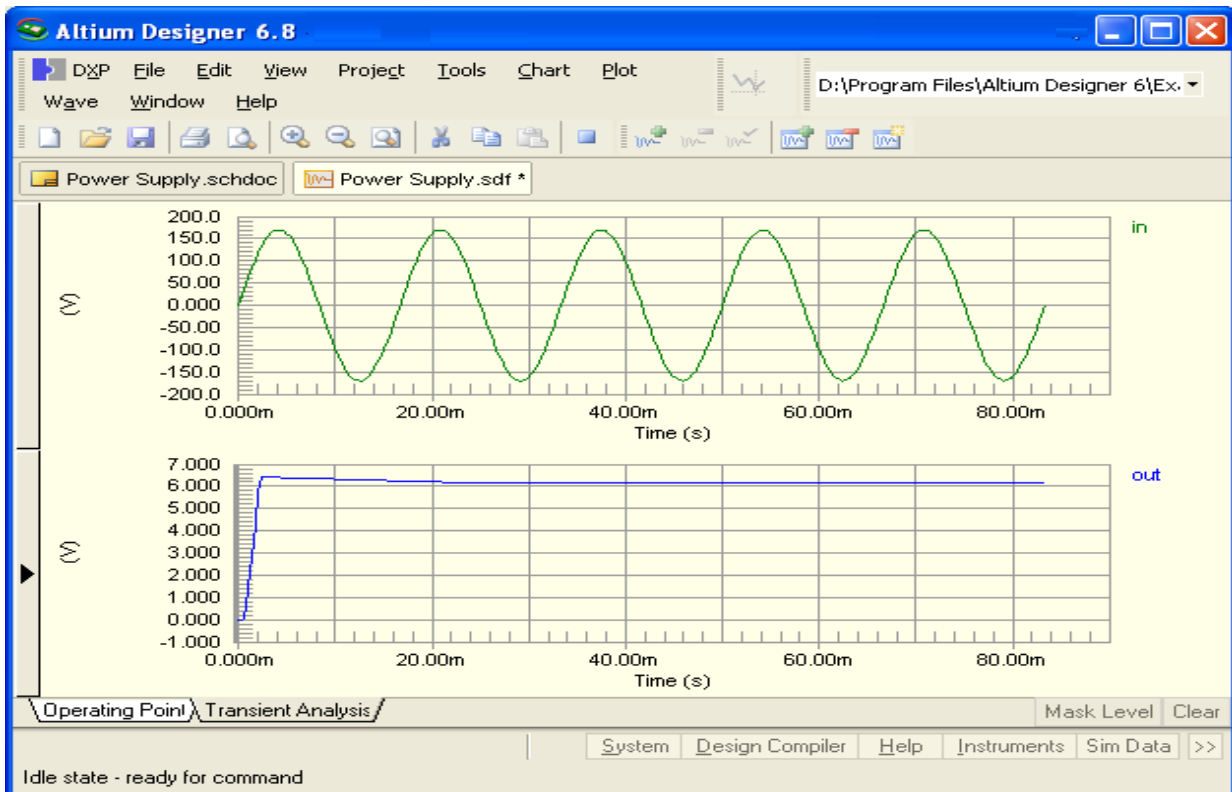 Altium Designer 6.8
DXP File Edit View Project Tools Chart Plot
D:\Program Files\Altium Designer 6\Ex
Wave Window Help
Power Supply.schdoc Power Supply.sdf *
200.0
150.0
100.0
50.00
0.000
-50.00
-100.0
-150.0
-200.0
(V)
in
0.000m 20.00m 40.00m 60.00m 80.00m
Time (s)
7.000
6.000
5.000
4.000
3.000
2.000
1.000
0.000
-1.000
(V)
out
0.000m 20.00m 40.00m 60.00m 80.00m
Time (s)
Operating Point Transient Analysis Mask Level Clear
System Design Compiler Help Instruments Sim Data >>
Idle state - ready for command